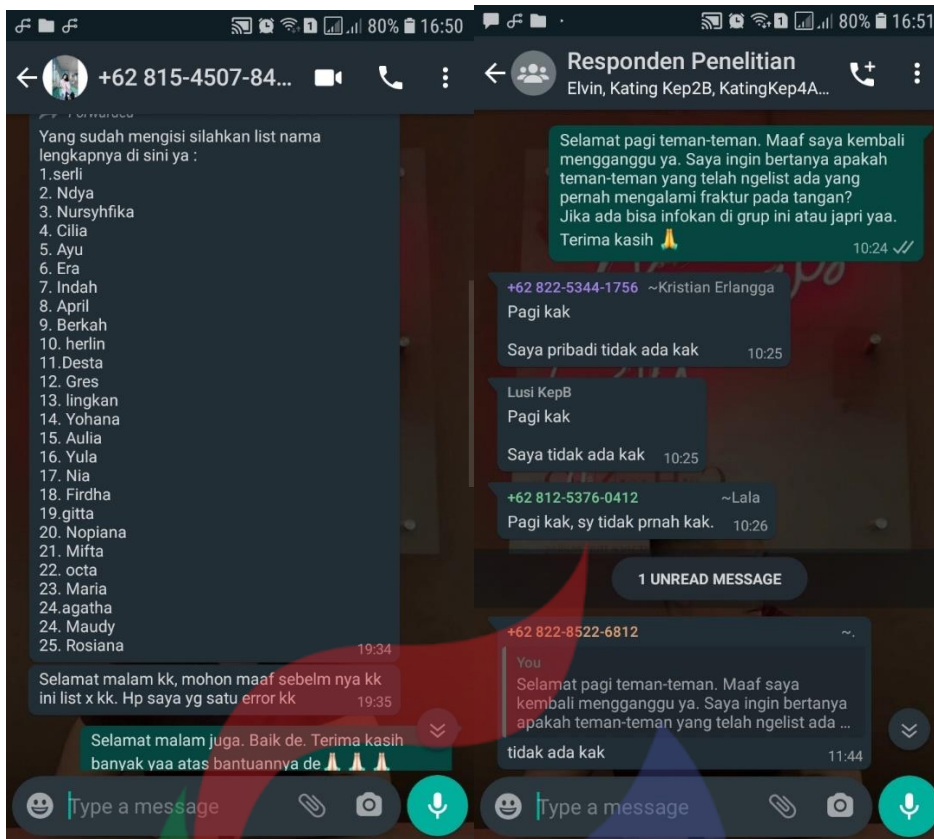 80% 16:50
+62 815-4507-84...
Forwarded
Yang sudah mengisi silahkan list nama
lengkapnya di sini ya :
1.serli
2. Ndya
3. Nursyhfika
4. Cilia
5. Ayu
6. Era
7. Indah
8. April
9. Berkah
10. herlin
11.Desta
12. Gres
13. lingkan
14. Yohana
15. Aulia
16. Yula
17. Nia
18. Firdha
19.gitta
20. Nopiana
21. Mifta
22. octa
23. Maria
24.agatha
24. Maudy
25. Rosiana
19:34
Selamat malam kk, mohon maaf sebelm nya kk
ini list x kk. Hp saya yg satu error kk
19:35
Selamat malam juga. Baik de. Terima kasih
banyak yaa atas bantuannya de 🙏🙏🙏
Type a message
80% 16:51
Responden Penelitian
Elvin, Kating Kep2B, KatingKep4A...
Selamat pagi teman-teman. Maaf saya kembali
mengganggu ya. Saya ingin bertanya apakah
teman-teman yang telah ngelist ada yang
pernah mengalami fraktur pada tangan?
Jika ada bisa infokan di grup ini atau japri yaa.
Terima kasih 🙏
10:24
+62 822-5344-1756 ~Kristian Erlangga
Pagi kak
Saya pribadi tidak ada kak 10:25
Lusi KepB
Pagi kak
Saya tidak ada kak 10:25
+62 812-5376-0412 ~Lala
Pagi kak, sy tidak prnah kak. 10:26
1 UNREAD MESSAGE
+62 822-8522-6812 ~.
You
Selamat pagi teman-teman. Maaf saya
kembali mengganggu ya. Saya ingin bertanya
apakah teman-teman yang telah ngelist ada ...
tidak ada kak
11:44
Type a message